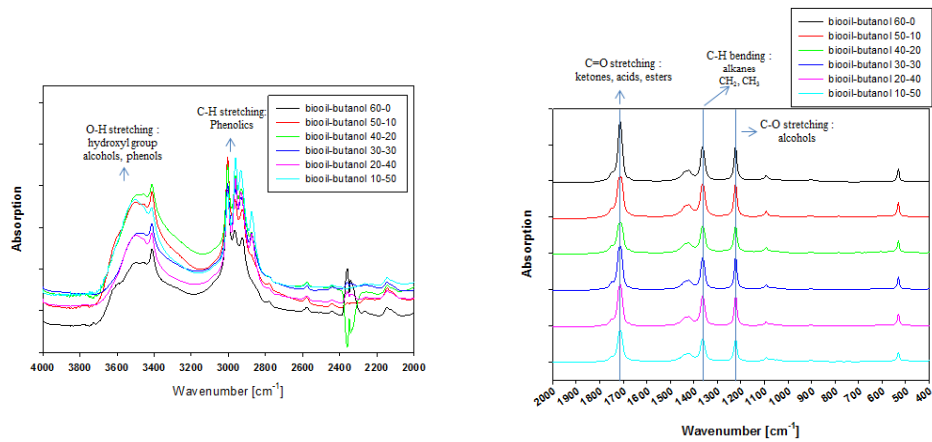 biooil-butanol 60-0
biooil-butanol 50-10
biooil-butanol 40-20
biooil-butanol 30-30
biooil-butanol 20-40
biooil-butanol 10-50
O-H stretching :
hydroxyl group
alcohols, phenols
C-H stretching:
Phenolics
Absorption
4000 3800 3600 3400 3200 3000 2800 2600 2400 2200 2000
Wavenumber [cm-1]
biooil-butanol 60-0
biooil-butanol 50-10
biooil-butanol 40-20
biooil-butanol 30-30
biooil-butanol 20-40
biooil-butanol 10-50
C=O stretching :
ketones, acids, esters
C-H bending :
alkanes
CH2, CH3
C-O stretching :
alcohols
Absorption
2000 1900 1800 1700 1600 1500 1400 1300 1200 1100 1000 900 800 700 600 500 400
Wavenumber [cm-1]